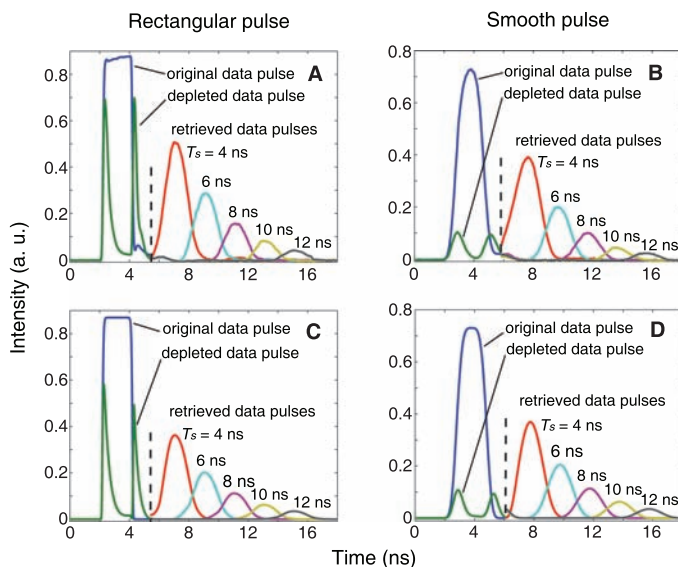 Rectangular pulse
Smooth pulse
Intensity (a. u.)
A
original data pulse
depleted data pulse
retrieved data pulses
Ts = 4 ns
6 ns
8 ns
10 ns
12 ns
0.8
0.6
0.4
0.2
0
0 4 8 12 16
B
original data pulse
depleted data pulse
retrieved data pulses
Ts = 4 ns
6 ns
8 ns
10 ns
12 ns
0.8
0.6
0.4
0.2
0
0 4 8 12 16
C
original data pulse
depleted data pulse
retrieved data pulses
Ts = 4 ns
6 ns
8 ns
10 ns
12 ns
0.8
0.6
0.4
0.2
0
0 4 8 12 16
D
original data pulse
depleted data pulse
retrieved data pulses
Ts = 4 ns
6 ns
8 ns
10 ns
12 ns
0.8
0.6
0.4
0.2
0
0 4 8 12 16
Time (ns)